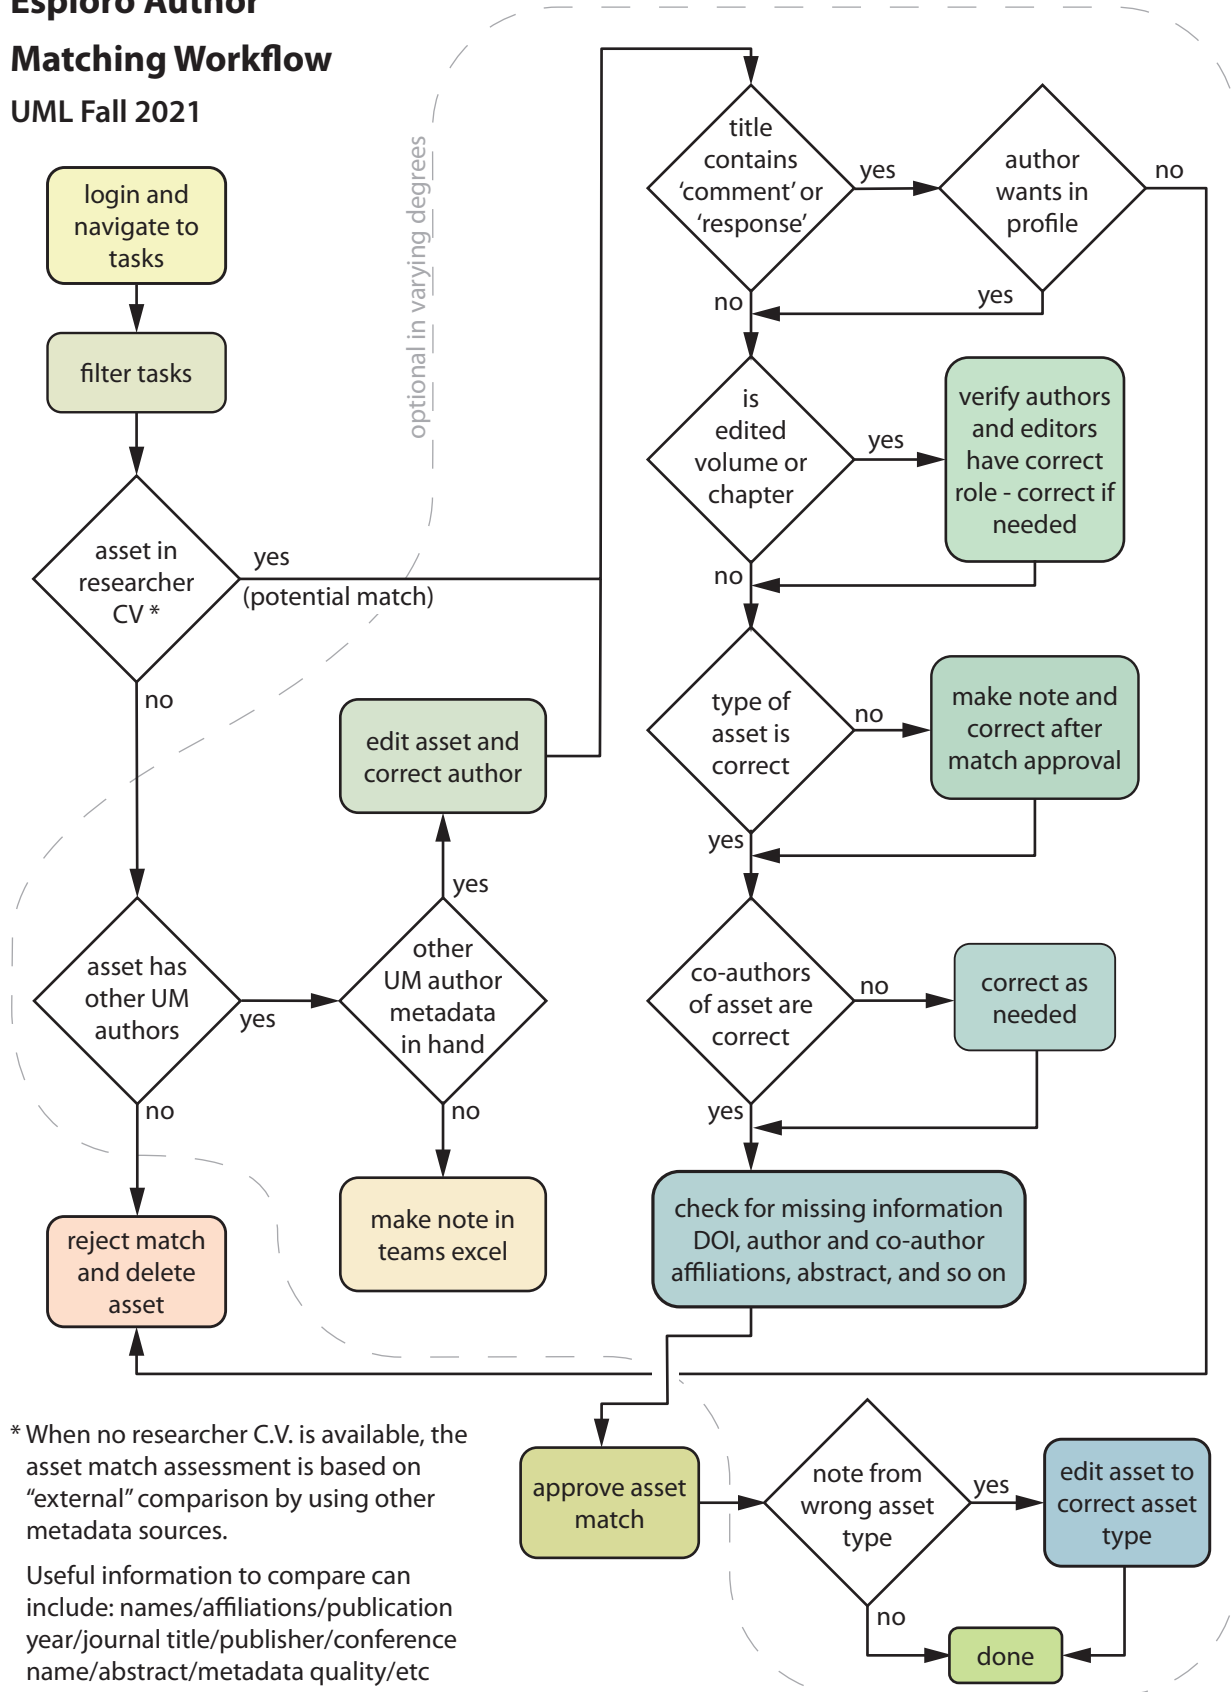 Esploro Author
Matching Workflow
UML Fall 2021
login and
navigate to
tasks
filter tasks
asset in
researcher
CV *
yes
(potential match)
no
optional in varying degrees
edit asset and
correct author
yes
asset has
other UM
authors
yes
no
other
UM author
metadata
in hand
no
make note in
teams excel
reject match
and delete
asset
title
contains
‘comment’ or
‘response’
yes
no
author
wants in
profile
no
yes
is
edited
volume or
chapter
yes
no
verify authors
and editors
have correct
role - correct if
needed
type of
asset is
correct
no
yes
make note and
correct after
match approval
co-authors
of asset are
correct
no
yes
correct as
needed
check for missing information
DOI, author and co-author
affiliations, abstract, and so on
approve asset
match
note from
wrong asset
type
yes
no
edit asset to
correct asset
type
done
* When no researcher C.V. is available, the
asset match assessment is based on
“external” comparison by using other
metadata sources.
Useful information to compare can
include: names/affiliations/publication
year/journal title/publisher/conference
name/abstract/metadata quality/etc